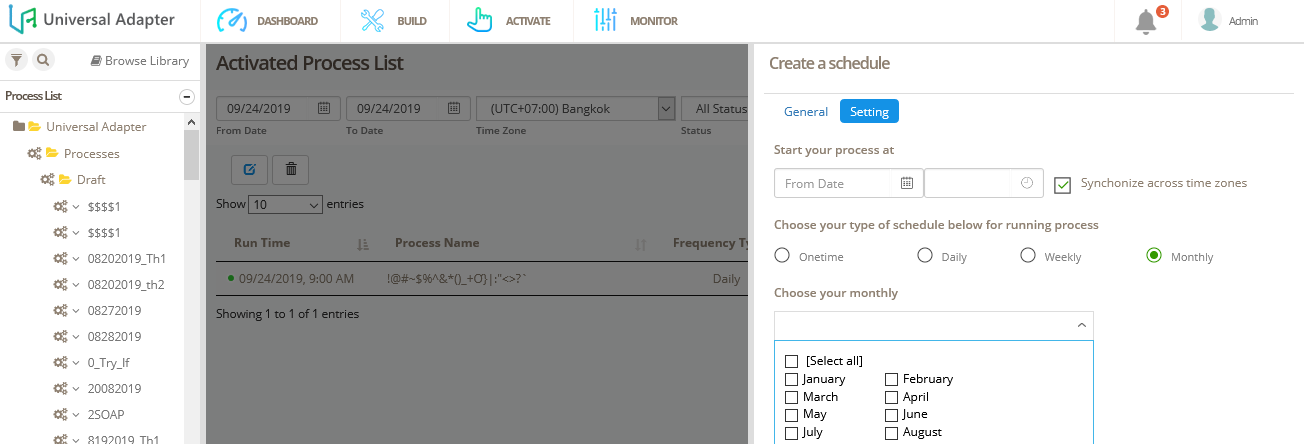 Universal Adapter
DASHBOARD
BUILD
ACTIVATE
MONITOR
3
Admin
Browse Library
Process List
Universal Adapter
Processes
Draft
$$$$1
$$$$1
08202019_Th1
08202019_th2
08272019
08282019
0_Try_If
20082019
2SOAP
8192019_Th1
Activated Process List
09/24/2019
09/24/2019
(UTC+07:00) Bangkok
All Status
From Date
To Date
Time Zone
Status
Show 10 entries
Run Time
Process Name
Frequency Ty
09/24/2019, 9:00 AM
!@#~$%^&*()_+O}|:"<>?`
Daily
Showing 1 to 1 of 1 entries
Create a schedule
General
Setting
Start your process at
From Date
Synchonize across time zones
Choose your type of schedule below for running process
Onetime
Daily
Weekly
Monthly
Choose your monthly
[Select all]
January
February
March
April
May
June
July
August